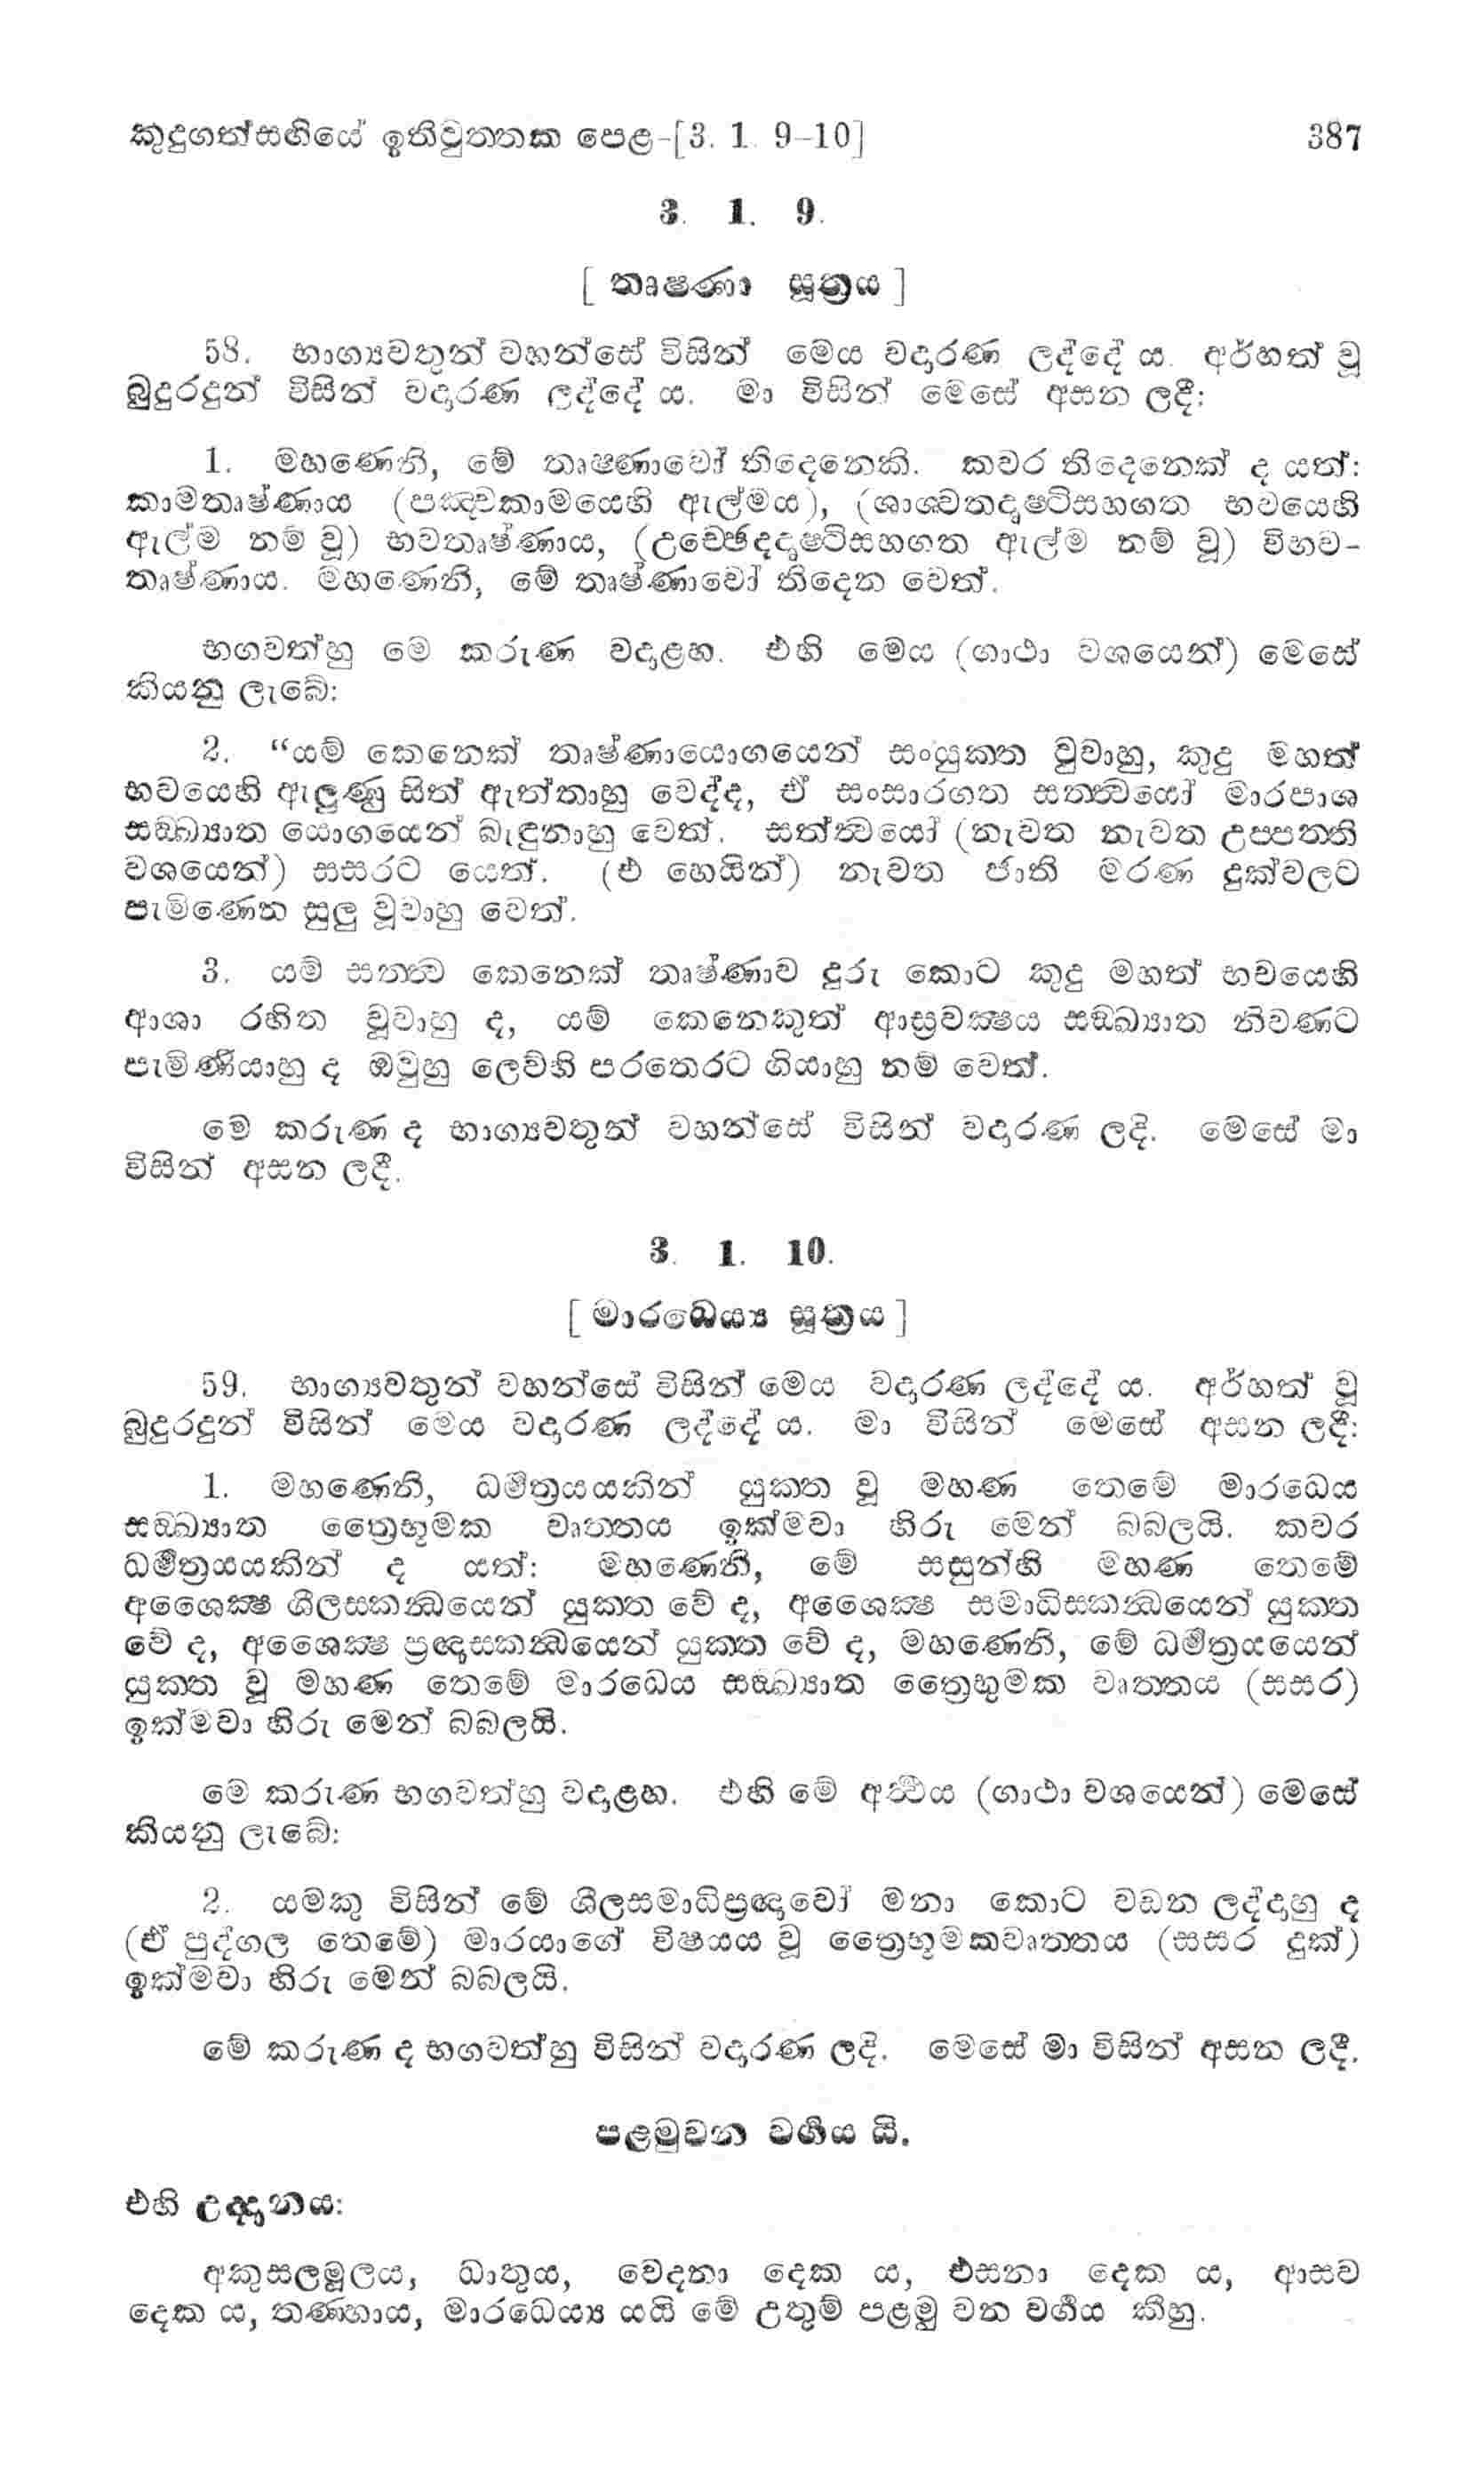 කුදුගත්සඟියේ ඉතිවුත්තක පෙළ-[3. 1. 9-10] 387
3. 1. 9.
[ තෘෂ්ණා සූත්‍රය ]
58. භාග්‍යවතුන් වහන්සේ විසින් මෙය වදාරණ ලද්දේ ය. අර්හත් වූ
බුදුරදුන් විසින් වදාරණ ලද්දේ ය. මා විසින් මෙසේ අසන ලදී:
1. මහණෙනි, මේ තෘෂ්ණාවෝ තිදෙනෙකි. කවර තිදෙනෙක් ද යත්:
කාමතෘෂ්ණාය (පඤ්චකාමයෙහි ඇල්මය), (ශාශ්වතදෘෂ්ටිසහගත භවයෙහි
ඇල්ම නම් වූ) භවතෘෂ්ණාය, (උච්ඡෙදදෘෂ්ටිසහගත ඇල්ම නම් වූ) විභව-
තෘෂ්ණාය. මහණෙනි, මේ තෘෂ්ණාවෝ තිදෙන වෙත්.
භගවත්හු මෙ කරුණ වදාළහ. එහි මෙය (ගාථා වශයෙන්) මෙසේ
කියනු ලැබේ:
2. “යම් කෙනෙක් තෘෂ්ණායොගයෙන් සංයුක්ත වූවාහු, කුදු මහත්
භවයෙහි ඇලුණු සිත් ඇත්තාහු වෙද්ද, ඒ සංසාරගත සත්ත්‍වයෝ මාරපාශ
සඞ්ඛ්‍යාත යොගයෙන් බැඳුනාහු වෙත්. සත්ත්‍වයෝ (නැවත නැවත උප්පත්ති
වශයෙන්) සසරට යෙත්. (එ හෙයින්) නැවත ජාති මරණ දුක්වලට
පැමිණෙන සුලු වූවාහු වෙත්.
3. යම් සත්ත්‍ව කෙනෙක් තෘෂ්ණාව දුරු කොට කුදු මහත් භවයෙහි
ආශා රහිත වූවාහු ද, යම් කෙනෙකුත් ආස්‍රවක්‍ෂය සඞ්ඛ්‍යාත නිවණට
පැමිණියාහු ද ඔවුහු ලෙව්හි පරතෙරට ගියාහු නම් වෙත්.
මෙ කරුණ ද භාග්‍යවතුන් වහන්සේ විසින් වදාරණ ලදි. මෙසේ මා
විසින් අසන ලදී.
3. 1. 10.
[ මාරධෙය්‍ය සූත්‍රය ]
59. භාග්‍යවතුන් වහන්සේ විසින් මෙය වදාරණ ලද්දේ ය. අර්හත් වූ
බුදුරදුන් විසින් මෙය වදාරණ ලද්දේ ය. මා විසින් මෙසේ අසන ලදී:
1. මහණෙනි, ධර්‍මත්‍රයයකින් යුක්ත වූ මහණ තෙමේ මාරධෙය
සඞ්ඛ්‍යාත ත්‍රෛභූමක වෘත්තය ඉක්මවා හිරු මෙන් බබලයි. කවර
ධර්‍මත්‍රයයකින් ද යත්: මහණෙනි, මේ සසුන්හි මහණ තෙමේ
අශෛක්‍ෂ ශීලස්කන්‍ධයෙන් යුක්ත වේ ද, අශෛක්‍ෂ සමාධිස්කන්‍ධයෙන් යුක්ත
වේ ද, අශෛක්‍ෂ ප්‍රඥාස්කන්‍ධයෙන් යුක්ත වේ ද, මහණෙනි, මේ ධර්‍මත්‍රයයෙන්
යුක්ත වූ මහණ තෙමේ මාරධෙය සඞ්ඛ්‍යාත ත්‍රෛභූමක වෘත්තය (සසර)
ඉක්මවා හිරු මෙන් බබලයි.
මෙ කරුණ භගවත්හු වදාළහ. එහි මේ අර්‍ථය (ගාථා වශයෙන්) මෙසේ
කියනු ලැබේ:
2. යමකු විසින් මේ ශීලසමාධිප්‍රඥාවෝ මනා කොට වඩන ලද්දාහු ද
(ඒ පුද්ගල තෙමේ) මාරයාගේ විෂයය වූ ත්‍රෛභූමකවෘත්තය (සසර දුක්)
ඉක්මවා හිරු මෙන් බබලයි.
මේ කරුණ ද භගවත්හු විසින් වදාරණ ලදි. මෙසේ මා විසින් අසන ලදී.
පළමුවන වර්‍ගය යි.
එහි උද්දානය:
අකුසලමූලය, ධාතුය, වෙදනා දෙක ය, එසනා දෙක ය, ආසව
දෙක ය, තණ්හාය, මාරධෙය්‍ය යයි මේ උතුම් පළමු වන වර්‍ගය කීහු.